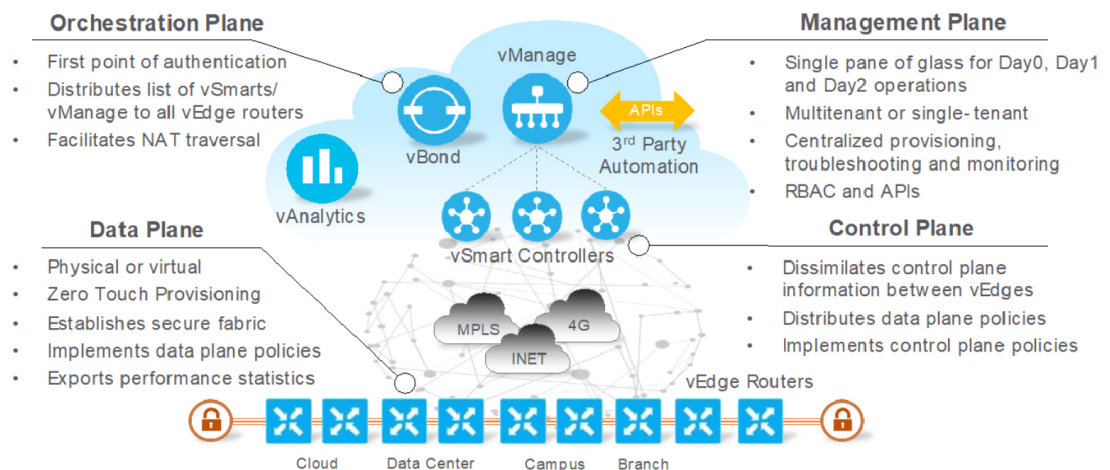 Orchestration Plane
• First point of authentication
• Distributes list of vSmarts/
vManage to all vEdge routers
• Facilitates NAT traversal
vManage
vBond
vAnalytics
APIs
3rd Party
Automation
Management Plane
• Single pane of glass for Day0, Day1
and Day2 operations
• Multitenant or single- tenant
• Centralized provisioning,
troubleshooting and monitoring
• RBAC and APIs
Data Plane
• Physical or virtual
• Zero Touch Provisioning
• Establishes secure fabric
• Implements data plane policies
• Exports performance statistics
vSmart Controllers
MPLS
4G
INET
Control Plane
• Dissimilates control plane
information between vEdges
• Distributes data plane policies
• Implements control plane policies
vEdge Routers
Cloud
Data Center
Campus
Branch